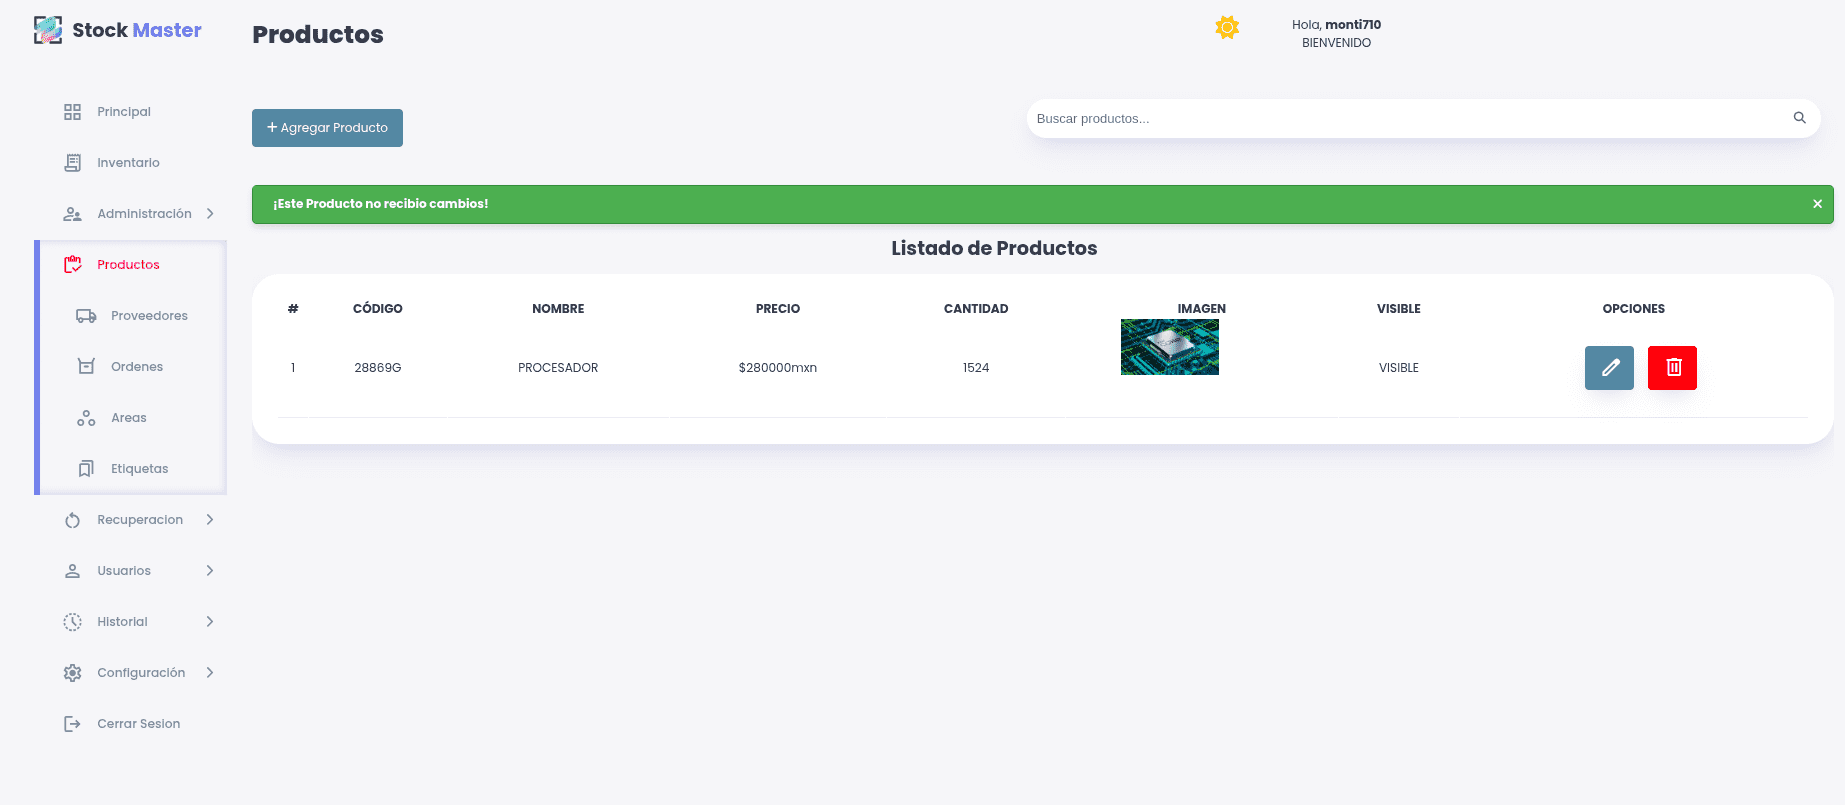 Stock Master
Productos
Hola, monti710
BIENVENIDO
Principal
Inventario
Administración
Productos
Proveedores
Ordenes
Areas
Etiquetas
Recuperacion
Usuarios
Historial
Configuración
Cerrar Sesion
+ Agregar Producto
Buscar productos...
¡Este Producto no recibio cambios!
×
Listado de Productos
# CÓDIGO NOMBRE PRECIO CANTIDAD IMAGEN VISIBLE OPCIONES
1 28869G PROCESADOR $280000mxn 1524 VISIBLE